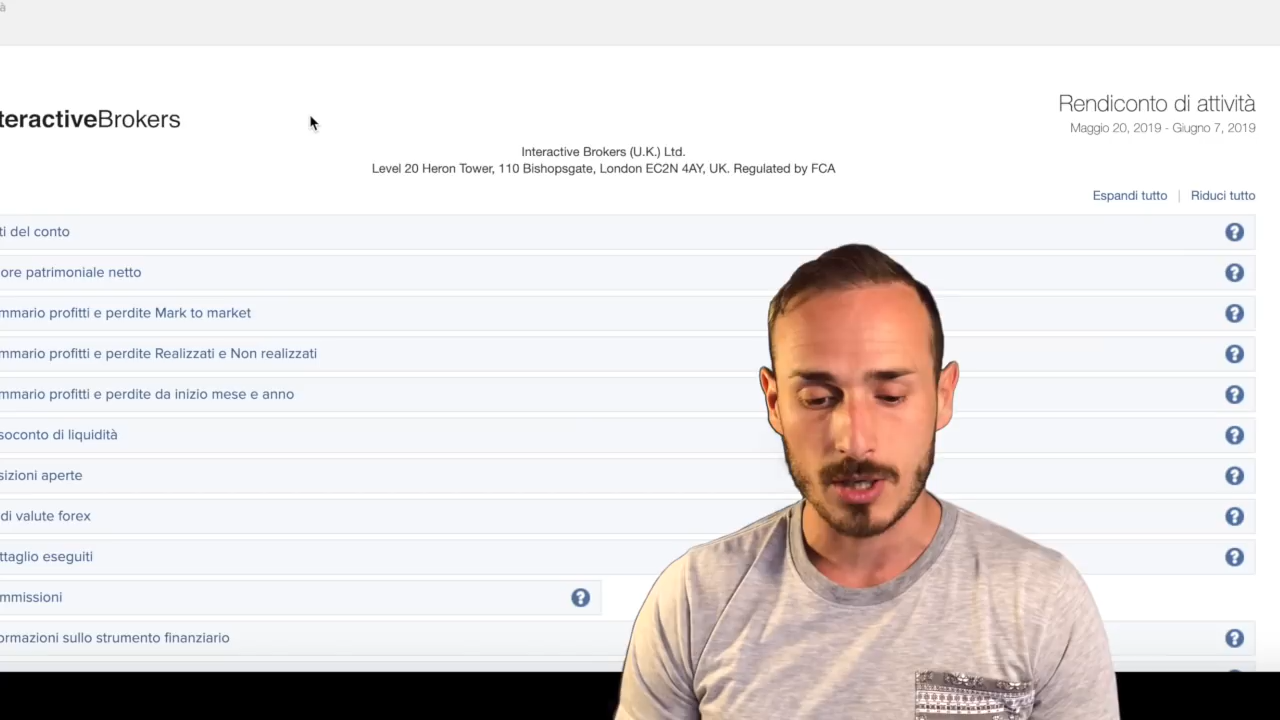 à
teractiveBrokers
Rendiconto di attività
Maggio 20, 2019 - Giugno 7, 2019
Interactive Brokers (U.K.) Ltd.
Level 20 Heron Tower, 110 Bishopsgate, London EC2N 4AY, UK. Regulated by FCA
Espandi tutto | Riduci tutto
ti del conto
ore patrimoniale netto
mmario profitti e perdite Mark to market
mmario profitti e perdite Realizzati e Non realizzati
mmario profitti e perdite da inizio mese e anno
soconto di liquidità
sizioni aperte
di valute forex
ttaglio eseguiti
mmissioni
ormazioni sullo strumento finanziario